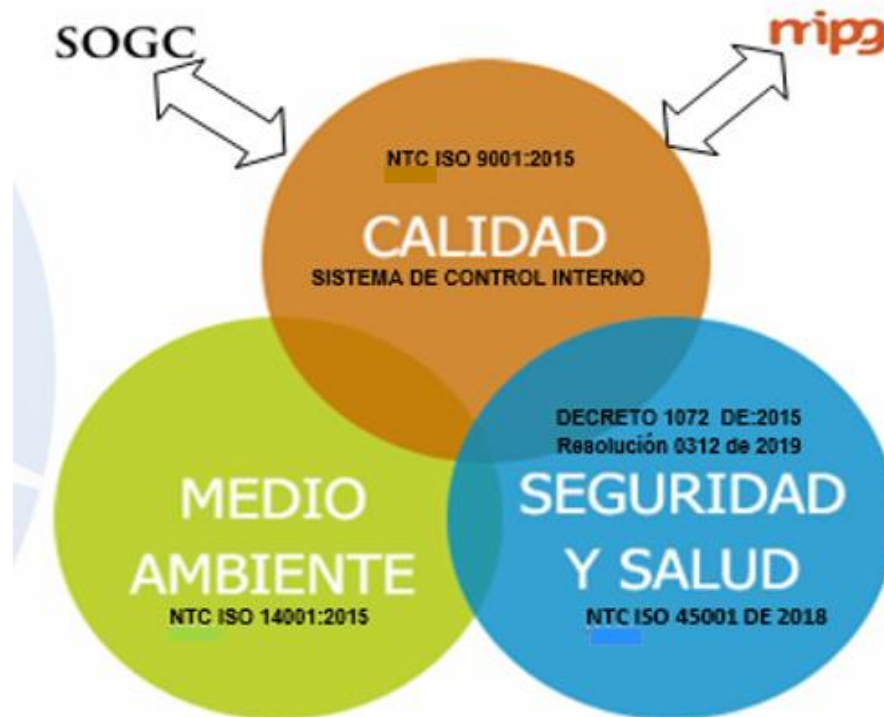 SOGC
mipg
NTC ISO 9001:2015
CALIDAD
SISTEMA DE CONTROL INTERNO
DECRETO 1072 DE:2015
Resolución 0312 de 2019
MEDIO
AMBIENTE
NTC ISO 14001:2015
SEGURIDAD
Y SALUD
NTC ISO 45001 DE 2018